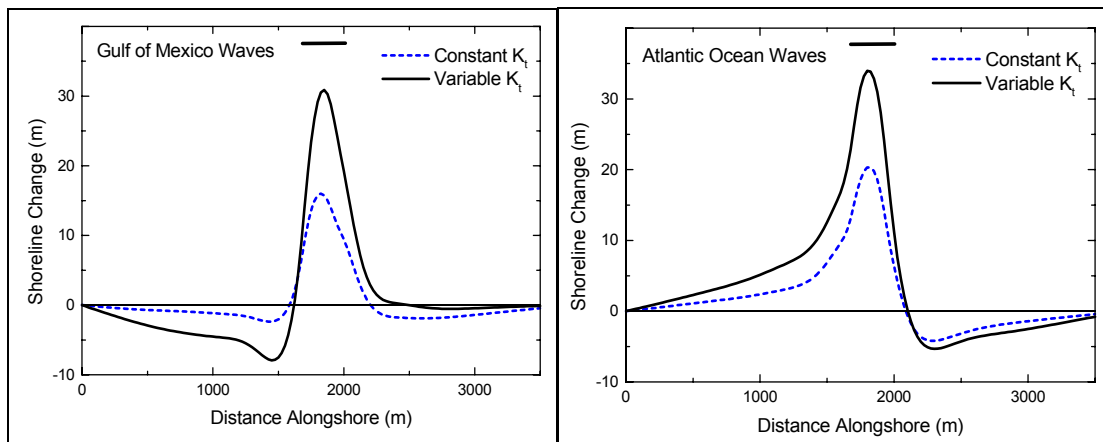 Gulf of Mexico Waves
Constant Kt
Variable Kt
30
20
10
0
-10
0 1000 2000 3000
Shoreline Change (m)
Distance Alongshore (m)
Atlantic Ocean Waves
Constant Kt
Variable Kt
30
20
10
0
-10
0 1000 2000 3000
Shoreline Change (m)
Distance Alongshore (m)